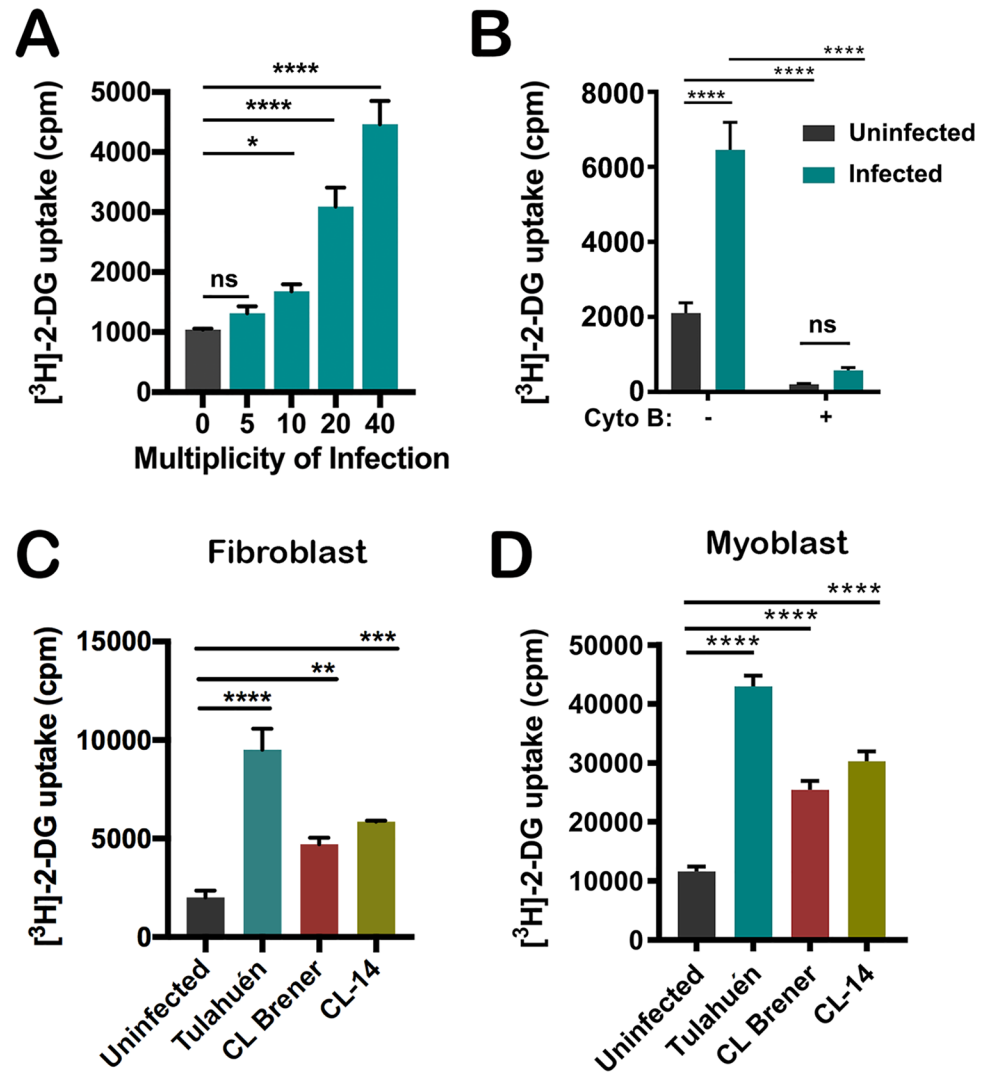 A
[³H]-2-DG uptake (cpm)
5000
4000
3000
2000
1000
0
****
****
*
ns
0 5 10 20 40
Multiplicity of Infection
B
[³H]-2-DG uptake (cpm)
8000
6000
4000
2000
0
****
****
****
ns
Uninfected
Infected
Cyto B: - +
C
Fibroblast
[³H]-2-DG uptake (cpm)
15000
10000
5000
0
***
**
****
Uninfected
Tulahuén
CL Brener
CL-14
D
Myoblast
[³H]-2-DG uptake (cpm)
50000
40000
30000
20000
10000
0
****
****
****
Uninfected
Tulahuén
CL Brener
CL-14